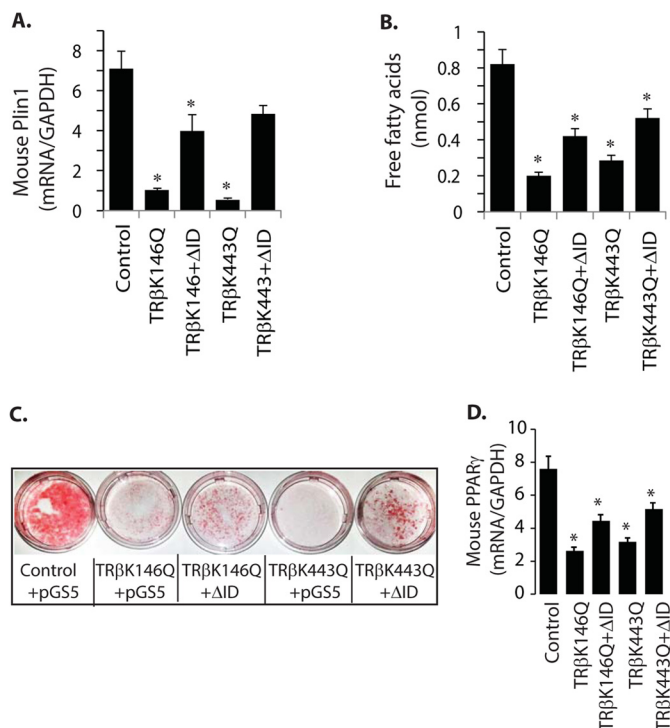 A.
Mouse Plin1
(mRNA/GAPDH)
8
6
4
2
0
*
*
*
Control
TRβK146Q
TRβK146+ΔID
TRβK443Q
TRβK443+ΔID
B.
Free fatty acids
(nmol)
1
0.8
0.6
0.4
0.2
0
*
*
*
*
Control
TRβK146Q
TRβK146Q+ΔID
TRβK443Q
TRβK443Q+ΔID
C.
Control
+pGS5
TRβK146Q
+pGS5
TRβK146Q
+ΔID
TRβK443Q
+pGS5
TRβK443Q
+ΔID
D.
Mouse PPARγ
(mRNA/GAPDH)
10
8
6
4
2
0
*
*
*
*
Control
TRβK146Q
TRβK146Q+ΔID
TRβK443Q
TRβK443Q+ΔID